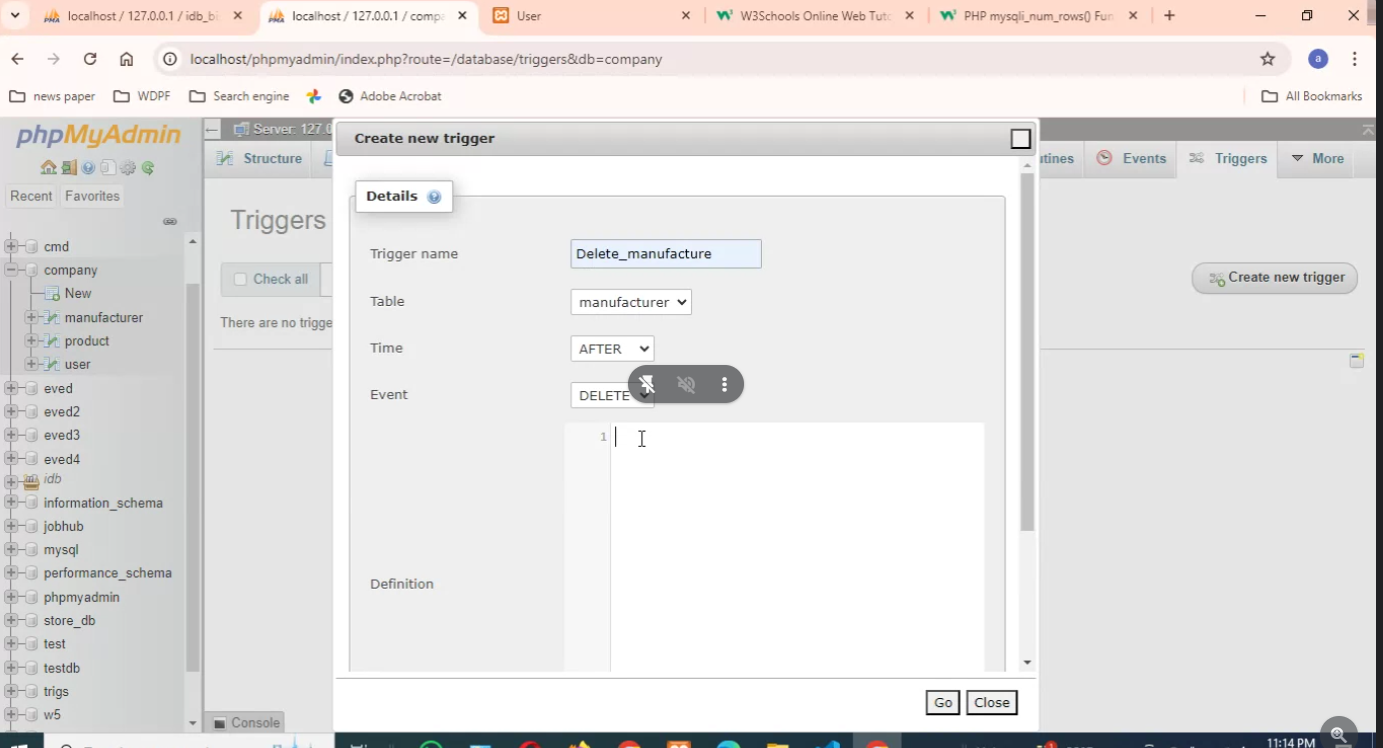 localhost / 127.0.0.1 / idb_bi
localhost / 127.0.0.1 / compa
User
W3Schools Online Web Tuto
PHP mysqli_num_rows() Fun
localhost/phpmyadmin/index.php?route=/database/triggers&db=company
a
news paper
WDPF
Search engine
Adobe Acrobat
All Bookmarks
phpMyAdmin
Recent
Favorites
cmd
company
New
manufacturer
product
user
eved
eved2
eved3
eved4
idb
information_schema
jobhub
mysql
performance_schema
phpmyadmin
store_db
test
testdb
trigs
w5
Server: 127.0
Structure
utines
Events
Triggers
More
Triggers
Check all
There are no trigge
Create new trigger
Create new trigger
Details
Trigger name
Delete_manufacture
Table
manufacturer
Time
AFTER
Event
DELETE
Definition
1
Go
Close
Console
11:14 PM